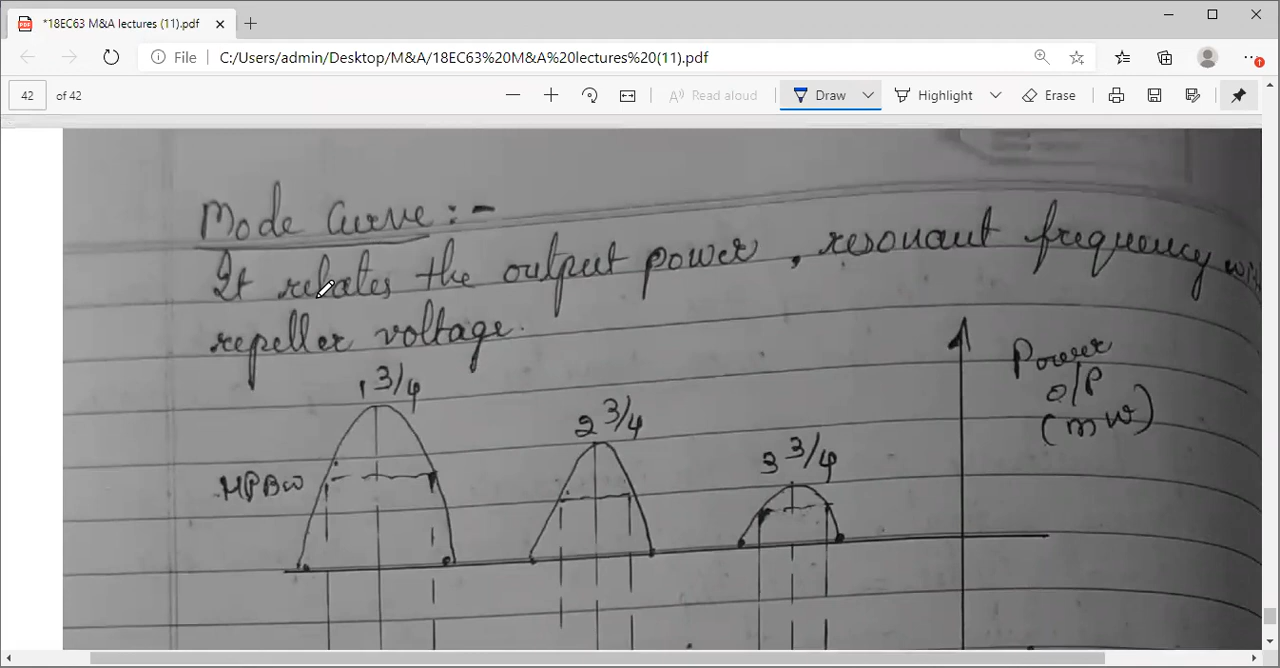 *18EC63 M&A lectures (11).pdf
File C:/Users/admin/Desktop/M&A/18EC63%20M&A%20lectures%20(11).pdf
42 of 42 Read aloud Draw Highlight Erase
Mode Curve:-
It relates the output power, resonant frequency with
repeller voltage.
1 3/4
2 3/4
3 3/4
Power
O/P
(mw)
HPBW